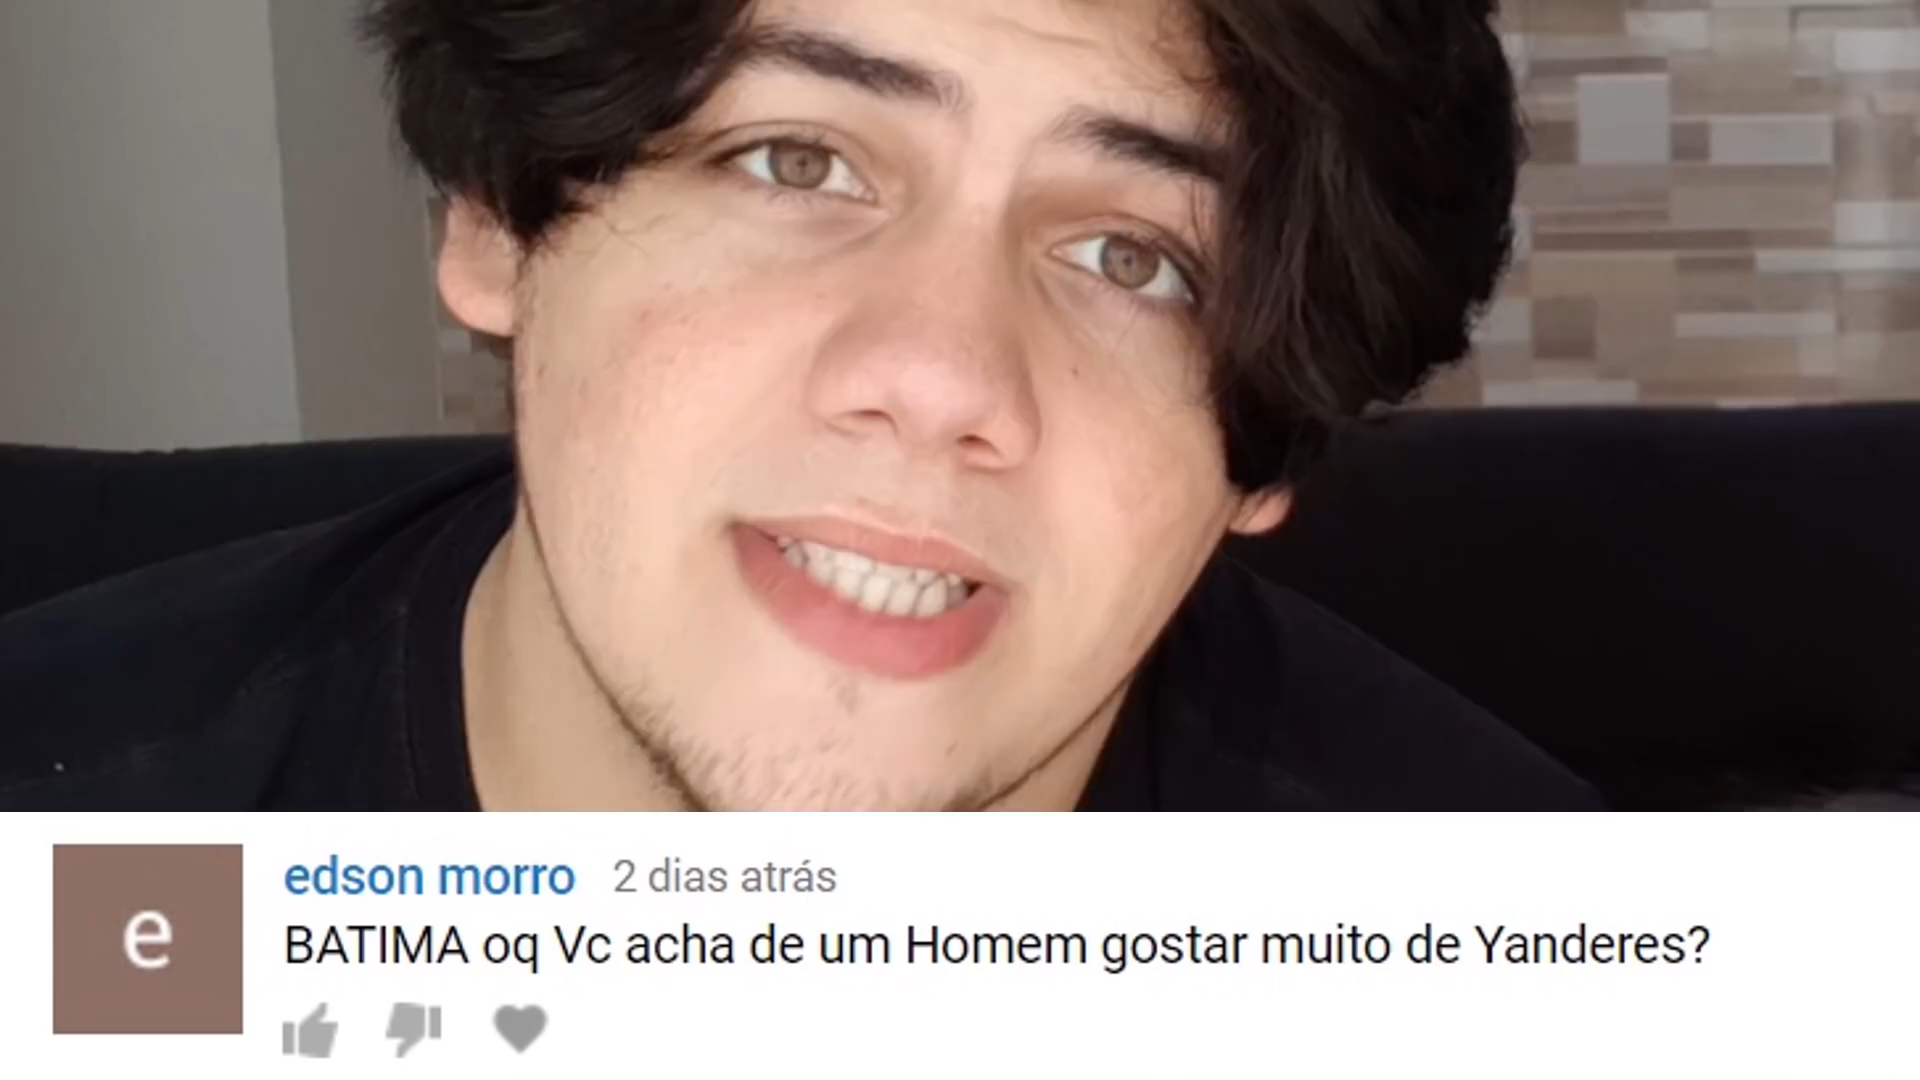 e
edson morro 2 dias atrás
BATIMA oq Vc acha de um Homem gostar muito de Yanderes?